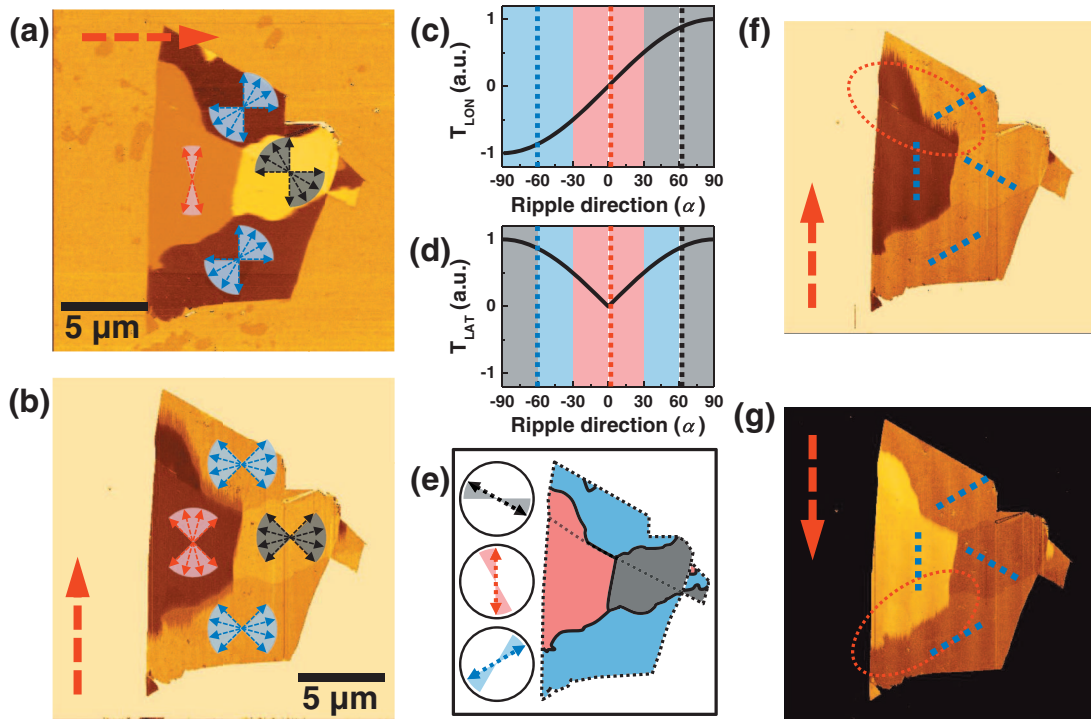 (a)
5 µm
(b)
5 µm
(c)
T_LON (a.u.)
1
0
-1
-90 -60 -30 0 30 60 90
Ripple direction (α)
(d)
T_LAT (a.u.)
1
0
-1
-90 -60 -30 0 30 60 90
Ripple direction (α)
(e)
(f)
(g)